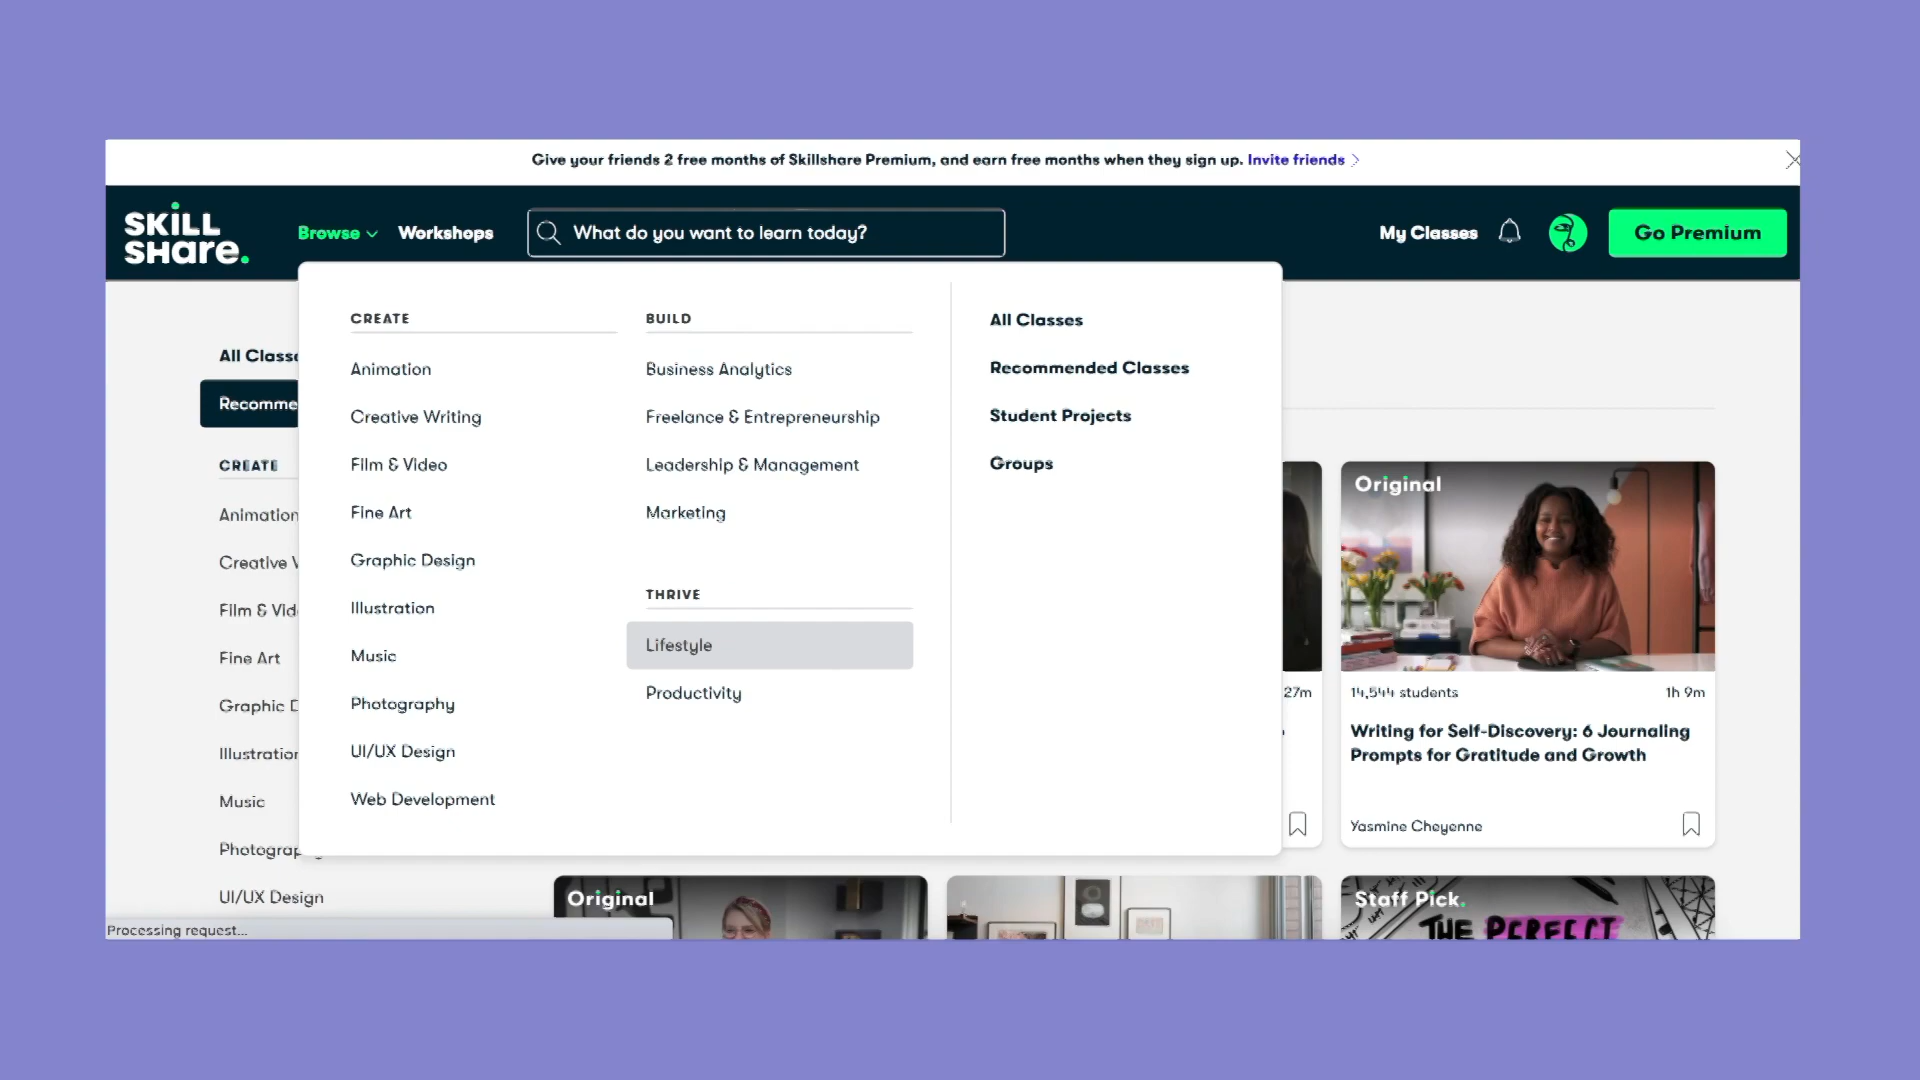 Give your friends 2 free months of Skillshare Premium, and earn free months when they sign up. Invite friends
SKILL
SHARE.
Browse
Workshops
What do you want to learn today?
My Classes
Go Premium
CREATE
Animation
Creative Writing
Film & Video
Fine Art
Graphic Design
Illustration
Music
Photography
UI/UX Design
Web Development
BUILD
Business Analytics
Freelance & Entrepreneurship
Leadership & Management
Marketing
THRIVE
Lifestyle
Productivity
All Classes
Recommended Classes
Student Projects
Groups
All Classe
Recomme
CREATE
Animation
Creative
Film & Vid
Fine Art
Graphic
Illustration
Music
Photography
UI/UX Design
27m
Original
14,544 students
1h 9m
Writing for Self-Discovery: 6 Journaling
Prompts for Gratitude and Growth
Yasmine Cheyenne
Original
Staff Pick.
THE PERFECT
Processing request...